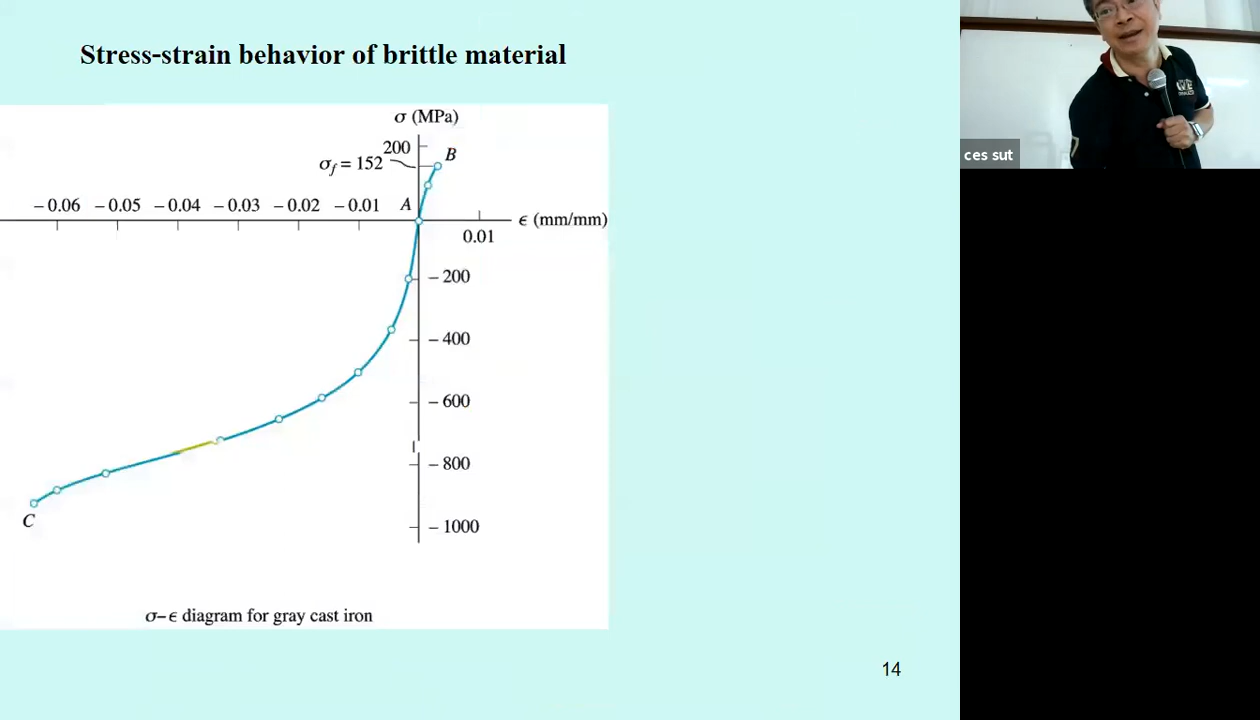 Stress-strain behavior of brittle material
σ (MPa)
200
B
σf = 152
A
− 0.06 − 0.05 − 0.04 − 0.03 − 0.02 − 0.01
ϵ (mm/mm)
0.01
− 200
− 400
− 600
− 800
− 1000
C
σ−ϵ diagram for gray cast iron
14
ces sut